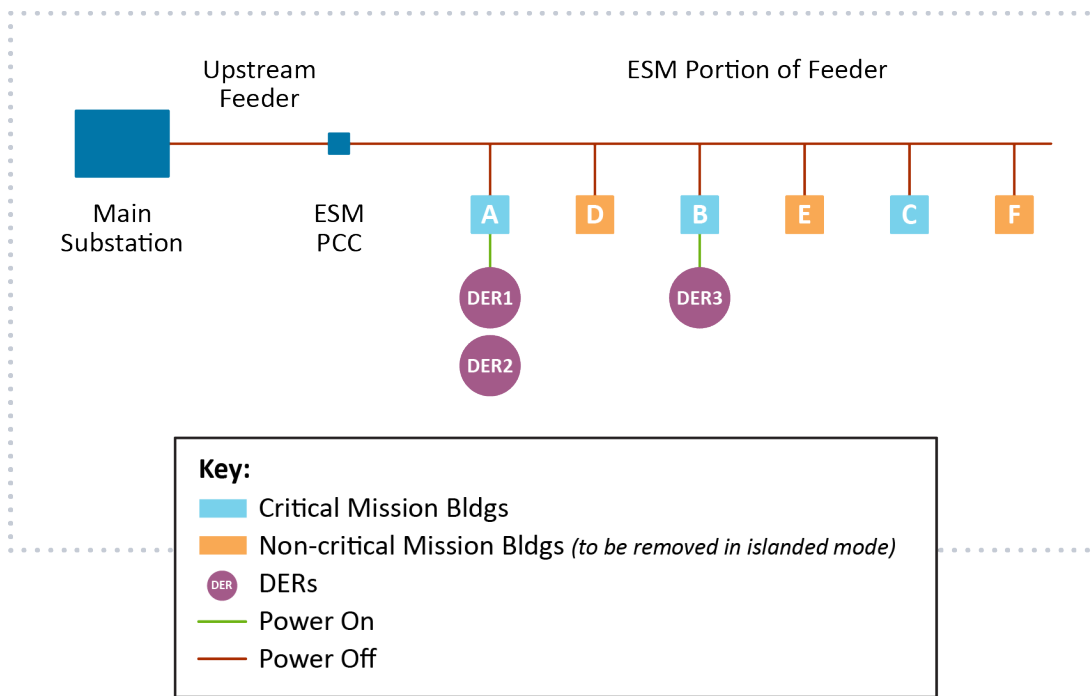 Upstream
Feeder
ESM Portion of Feeder
Main
Substation
ESM
PCC
A
D
B
E
C
F
DER1
DER3
DER2
Key:
Critical Mission Bldgs
Non-critical Mission Bldgs (to be removed in islanded mode)
DER DERs
Power On
Power Off